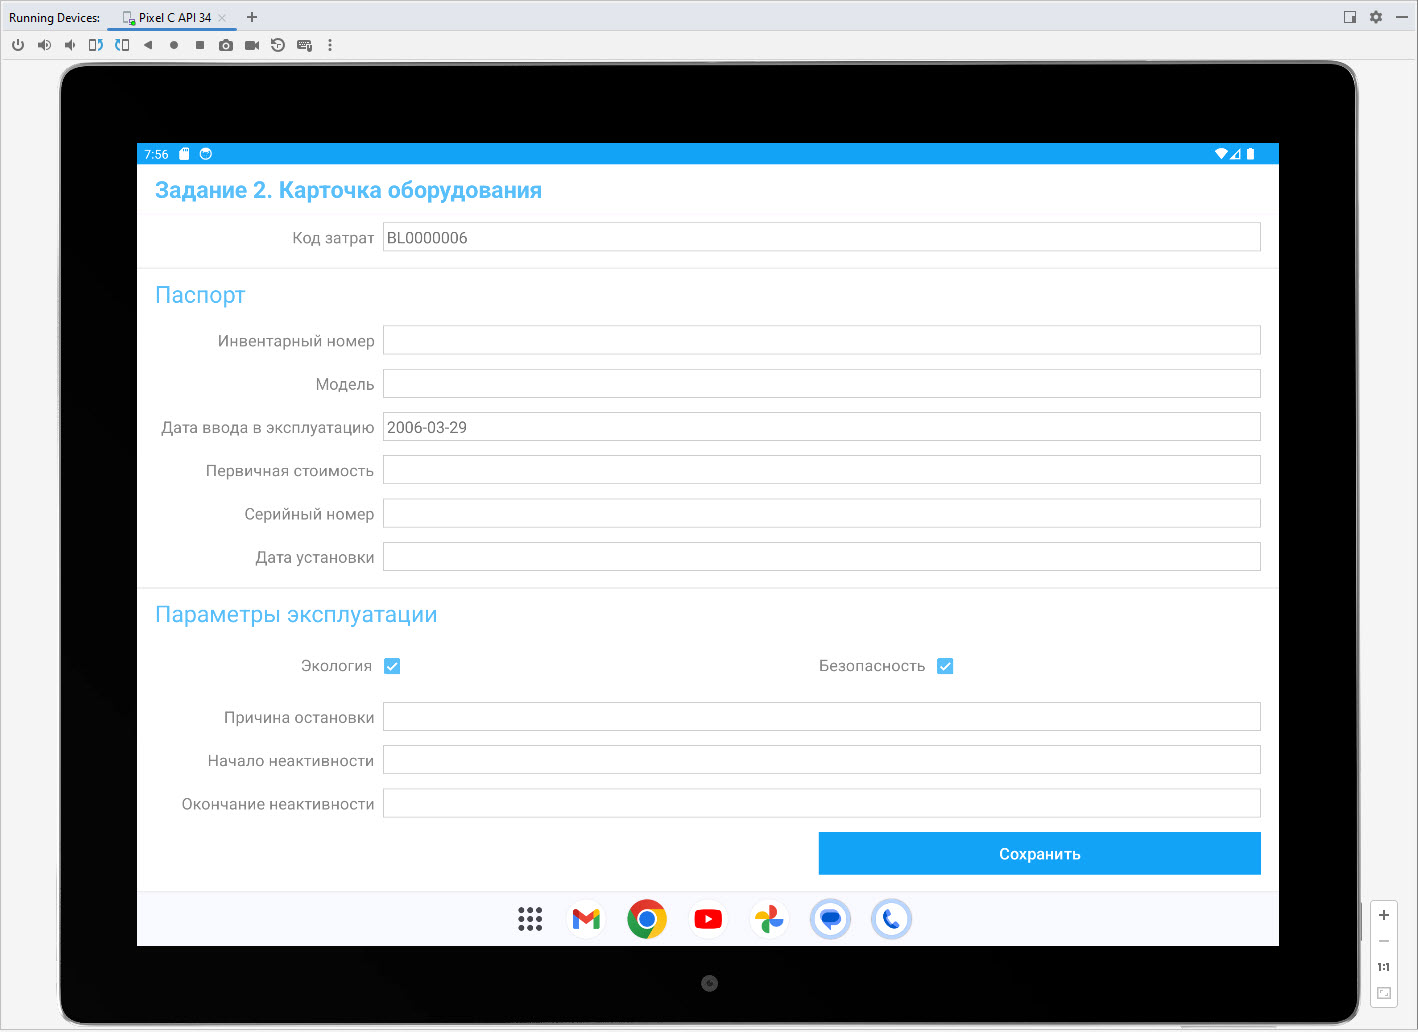 Running Devices: Pixel C API 34
7:56
Задание 2. Карточка оборудования
Код затрат BL0000006
Паспорт
Инвентарный номер
Модель
Дата ввода в эксплуатацию 2006-03-29
Первичная стоимость
Серийный номер
Дата установки
Параметры эксплуатации
Экология Безопасность
Причина остановки
Начало неактивности
Окончание неактивности
Сохранить
1:1